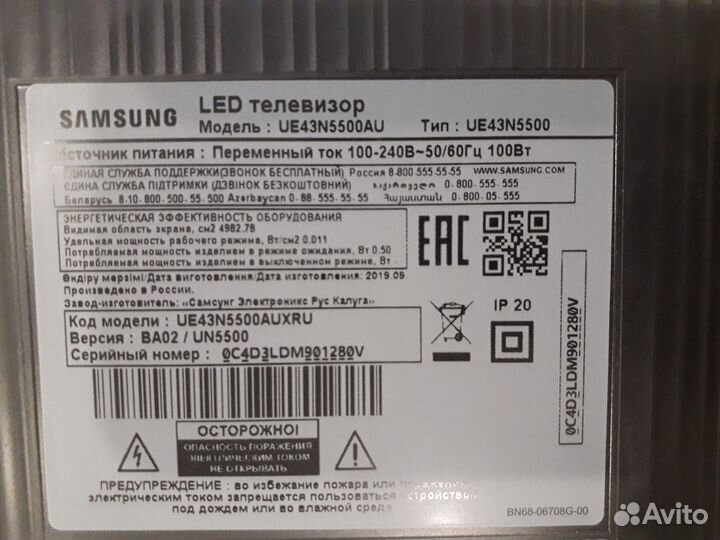 SAMSUNG
LED телевизор
Модель : UE43N5500AU Тип : UE43N5500
Источник питания : Переменный ток 100-240В~50/60Гц 100Вт
ЕДИНАЯ СЛУЖБА ПОДДЕРЖКИ(ЗВОНОК БЕСПЛАТНЫЙ) Россия 8-800-555-55-55 WWW.SAMSUNG.COM
ЄДИНА СЛУЖБА ПІДТРИМКИ (ДЗВІНОК БЕЗКОШТОВНИЙ) საქართველო 0-800-555-555
Беларусь 8-10-800-500-55-500 Azerbaycan 0-88-555-55-55 Հայաստան 0-800-05-555
ЭНЕРГЕТИЧЕСКАЯ ЭФФЕКТИВНОСТЬ ОБОРУДОВАНИЯ
Видимая область экрана, см2 4982.78
Удельная мощность рабочего режима, Вт/см2 0.011
Потребляемая мощность изделием в режиме ожидания, Вт 0.50
Потребляемая мощность изделием в выключенном режиме, Вт -
EAC
Өндіру мерзімі/Дата виготовлення/Дата изготовления : 2019.09
Произведено в России.
Завод-изготовитель: «Самсунг Электроникс Рус Калуга»
Код модели : UE43N5500AUXRU
Версия : BA02 / UN5500
Серийный номер : 0C4D3LDM901280V
IP 20
0C4D3LDM901280V
ОСТОРОЖНО!
ОПАСНОСТЬ ПОРАЖЕНИЯ
ЭЛЕКТРИЧЕСКИМ ТОКОМ
НЕ ОТКРЫВАТЬ
ПРЕДУПРЕЖДЕНИЕ : во избежание пожара или поражения
электрическим током запрещается пользоваться устройством
под дождем или во влажной среде.
BN68-06708G-00
Avito